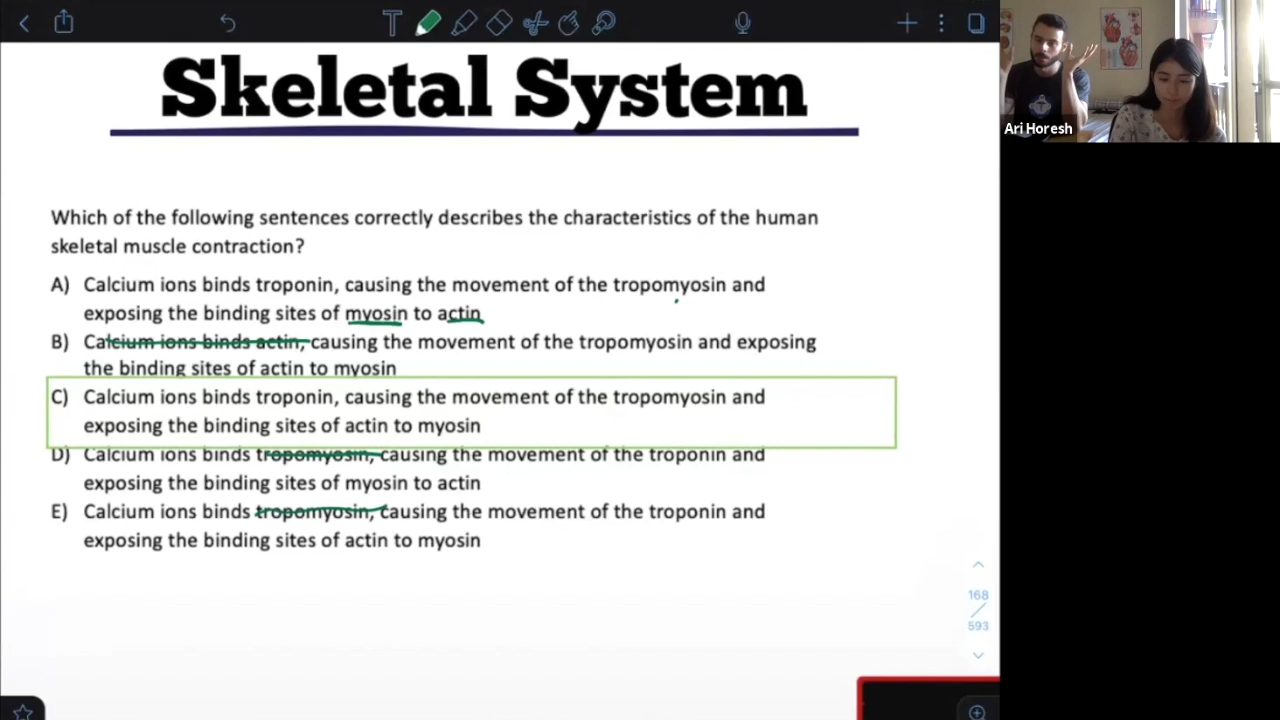 Skeletal System
Ari Horesh
Which of the following sentences correctly describes the characteristics of the human
skeletal muscle contraction?
A) Calcium ions binds troponin, causing the movement of the tropomyosin and
exposing the binding sites of myosin to actin
B) Calcium ions binds actin, causing the movement of the tropomyosin and exposing
the binding sites of actin to myosin
C) Calcium ions binds troponin, causing the movement of the tropomyosin and
exposing the binding sites of actin to myosin
D) Calcium ions binds tropomyosin, causing the movement of the troponin and
exposing the binding sites of myosin to actin
E) Calcium ions binds tropomyosin, causing the movement of the troponin and
exposing the binding sites of actin to myosin
168
593